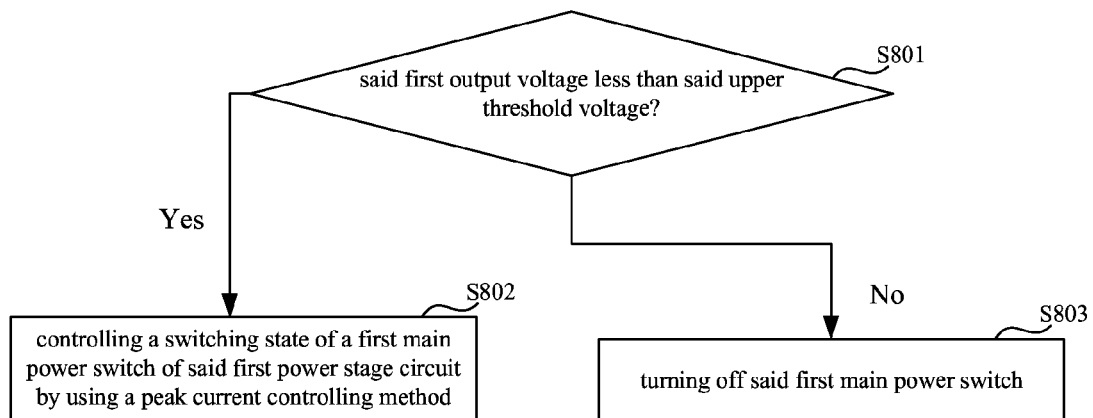 S801
said first output voltage less than said upper
threshold voltage?
Yes
No
S802
controlling a switching state of a first main
power switch of said first power stage circuit
by using a peak current controlling method
S803
turning off said first main power switch